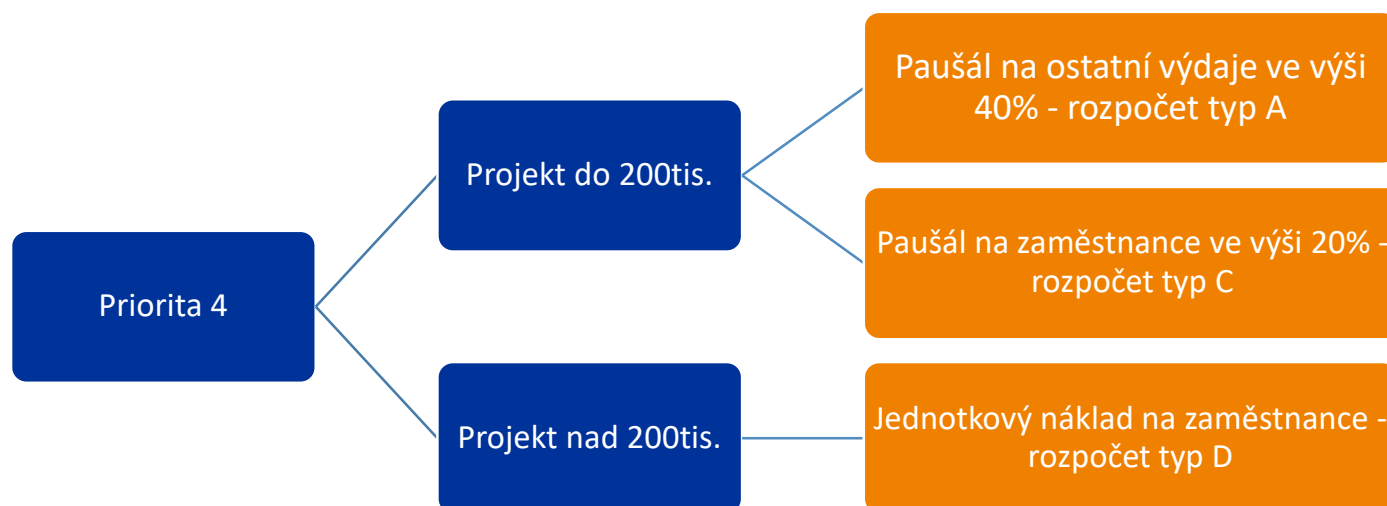 Priorita 4
Projekt do 200tis.
Paušál na ostatní výdaje ve výši
40% - rozpočet typ A
Paušál na zaměstnance ve výši 20% -
rozpočet typ C
Projekt nad 200tis.
Jednotkový náklad na zaměstnance -
rozpočet typ D